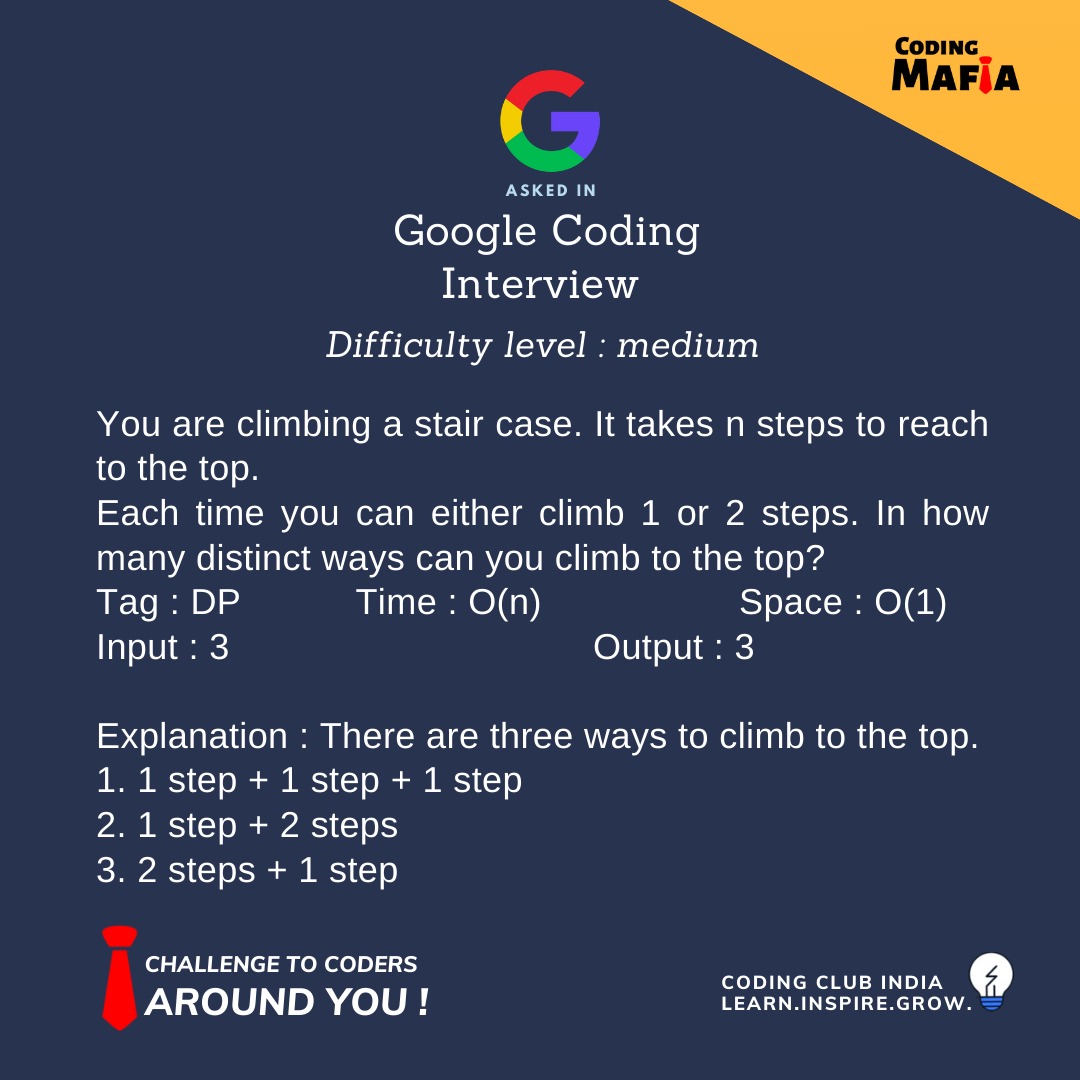 CODING
MAFIA
ASKED IN
Google Coding
Interview
Difficulty level : medium
You are climbing a stair case. It takes n steps to reach
to the top.
Each time you can either climb 1 or 2 steps. In how
many distinct ways can you climb to the top?
Tag : DP Time : O(n) Space : O(1)
Input : 3 Output : 3
Explanation : There are three ways to climb to the top.
1. 1 step + 1 step + 1 step
2. 1 step + 2 steps
3. 2 steps + 1 step
CHALLENGE TO CODERS
AROUND YOU !
CODING CLUB INDIA
LEARN.INSPIRE.GROW.